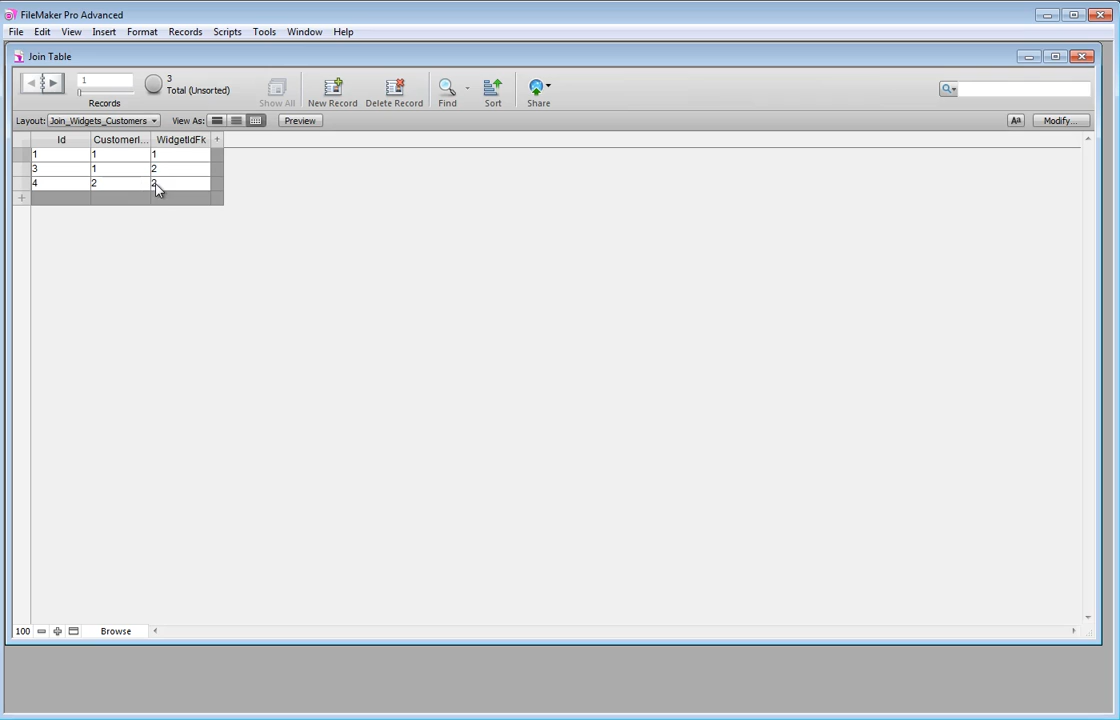 FileMaker Pro Advanced
File Edit View Insert Format Records Scripts Tools Window Help
Join Table
1
3
Total (Unsorted)
Records
Show All
New Record
Delete Record
Find
Sort
Share
Layout: Join_Widgets_Customers View As: Preview Aa Modify...
Id CustomerI... WidgetIdFk +
1 1 1
3 1 2
4 2 2
+
100 Browse